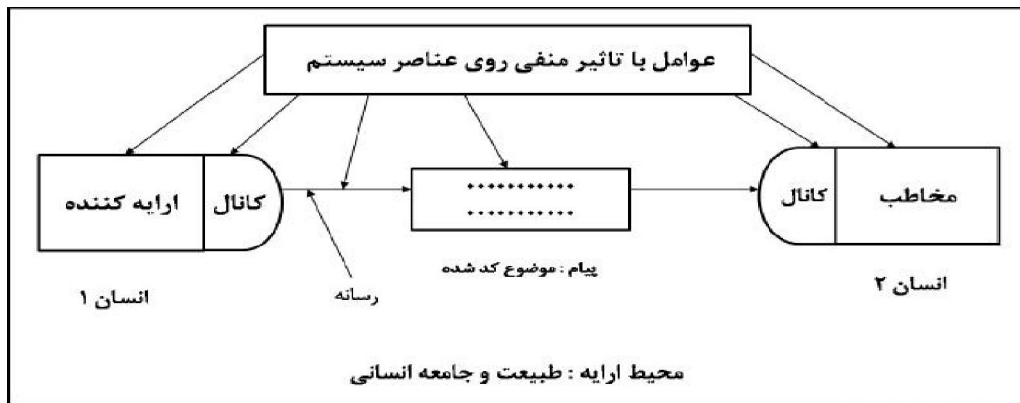 عوامل با تاثیر منفی روی عناصر سیستم
ارایه کننده
کانال
...........
...........
کانال
مخاطب
پیام : موضوع کد شده
رسانه
انسان ۱
انسان ۲
محیط ارایه : طبیعت و جامعه انسانی